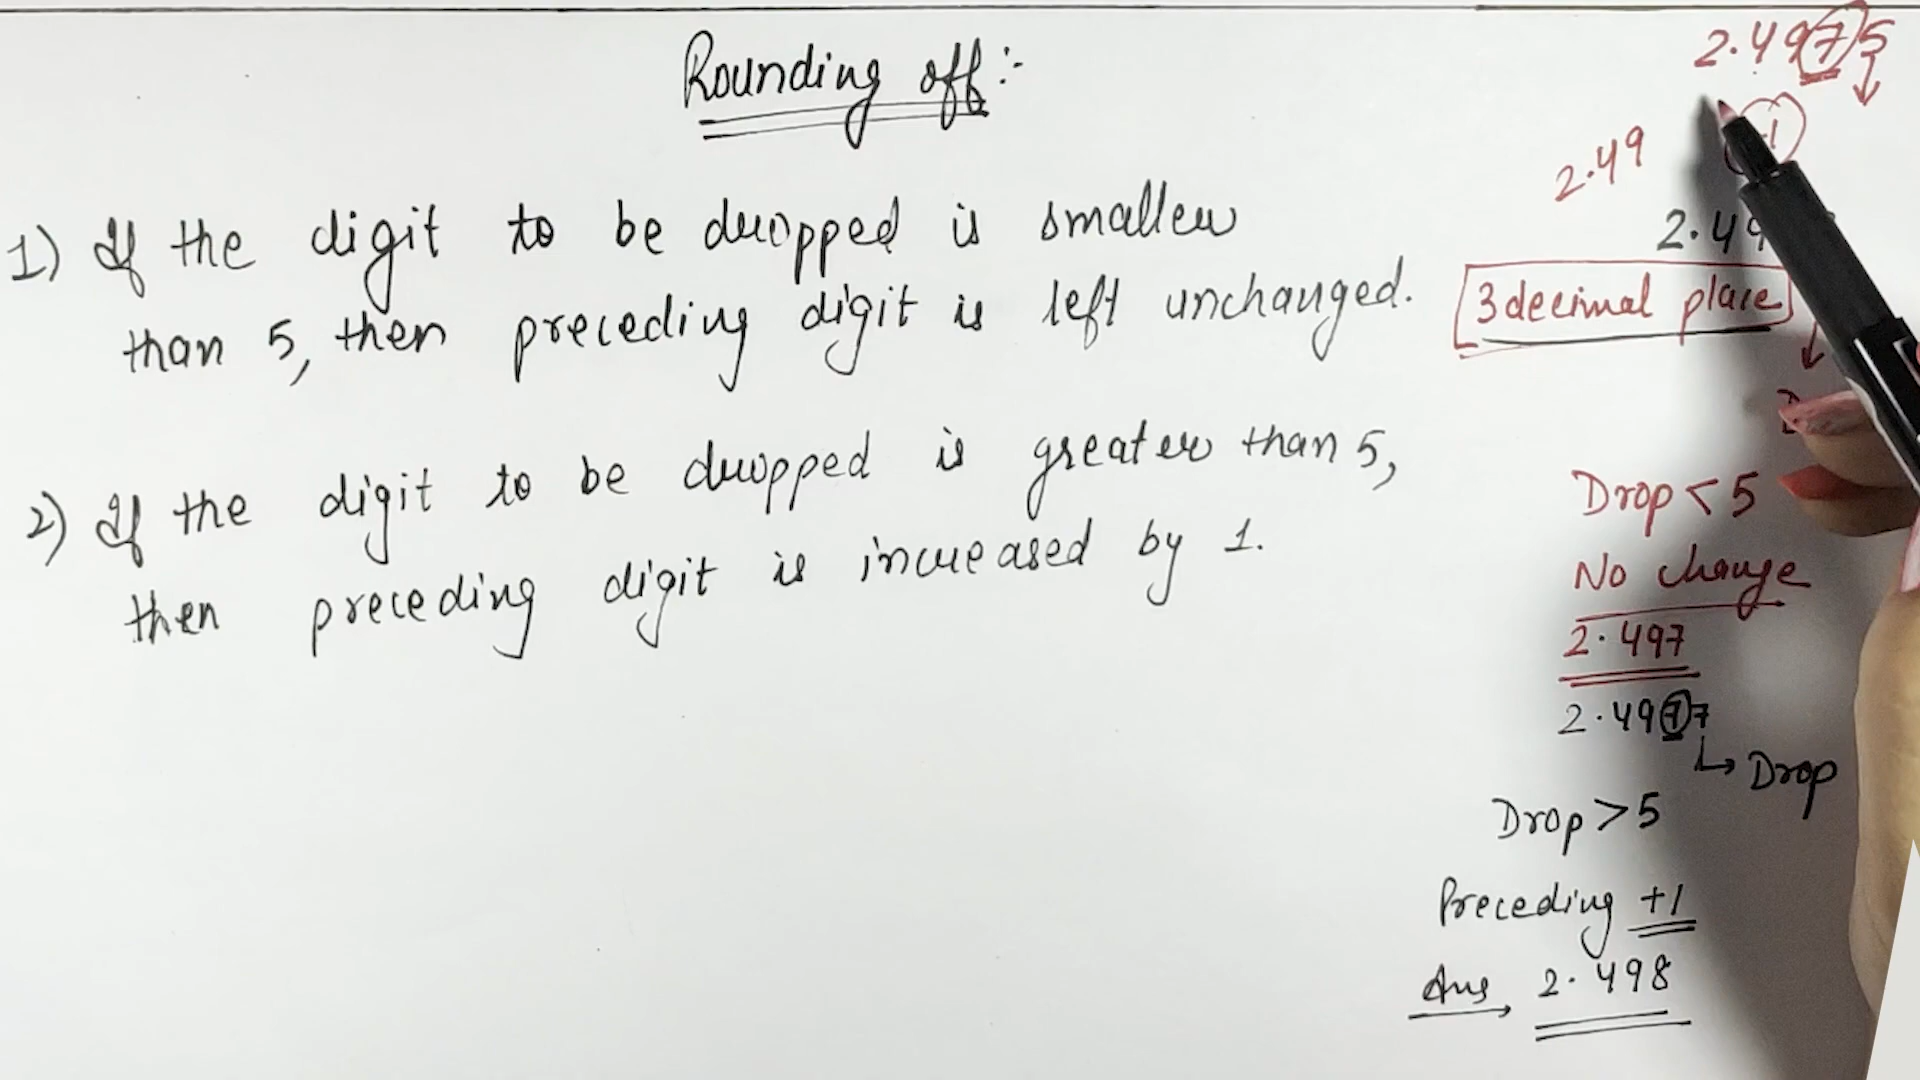 Rounding off :-
1) If the digit to be dropped is smaller
than 5, then preceding digit is left unchanged.
2) If the digit to be dropped is greater than 5,
then preceding digit is increased by 1.
2.4975
2.49
2.49
3 decimal place
Drop < 5
No change
2.497
2.4977
↳ Drop
Drop > 5
Preceding +1
Ans → 2.498